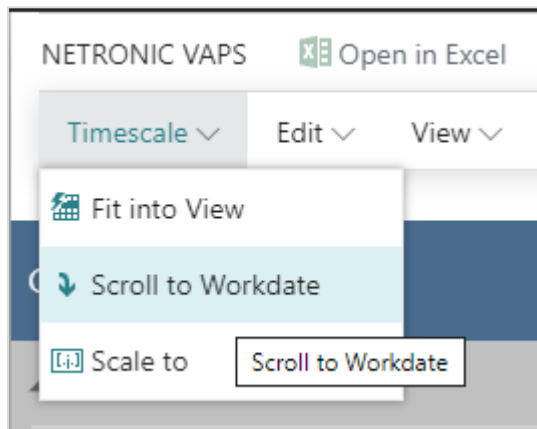 NETRONIC VAPS Open in Excel
Timescale Edit View
Fit into View
Scroll to Workdate
Scale to
Scroll to Workdate